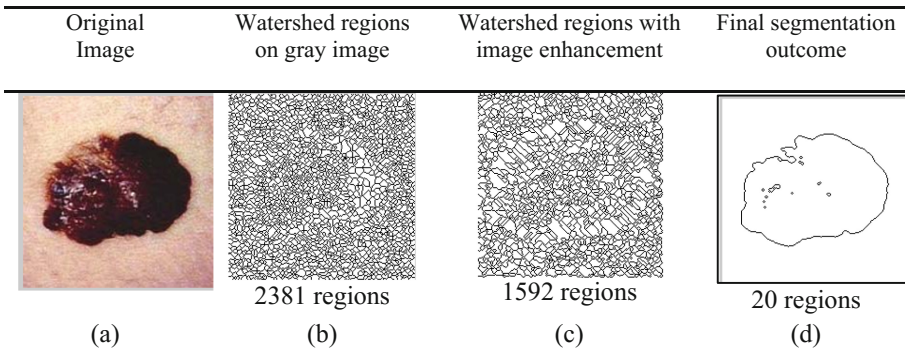 Original
Image
Watershed regions
on gray image
Watershed regions with
image enhancement
Final segmentation
outcome
2381 regions
1592 regions
20 regions
(a)
(b)
(c)
(d)